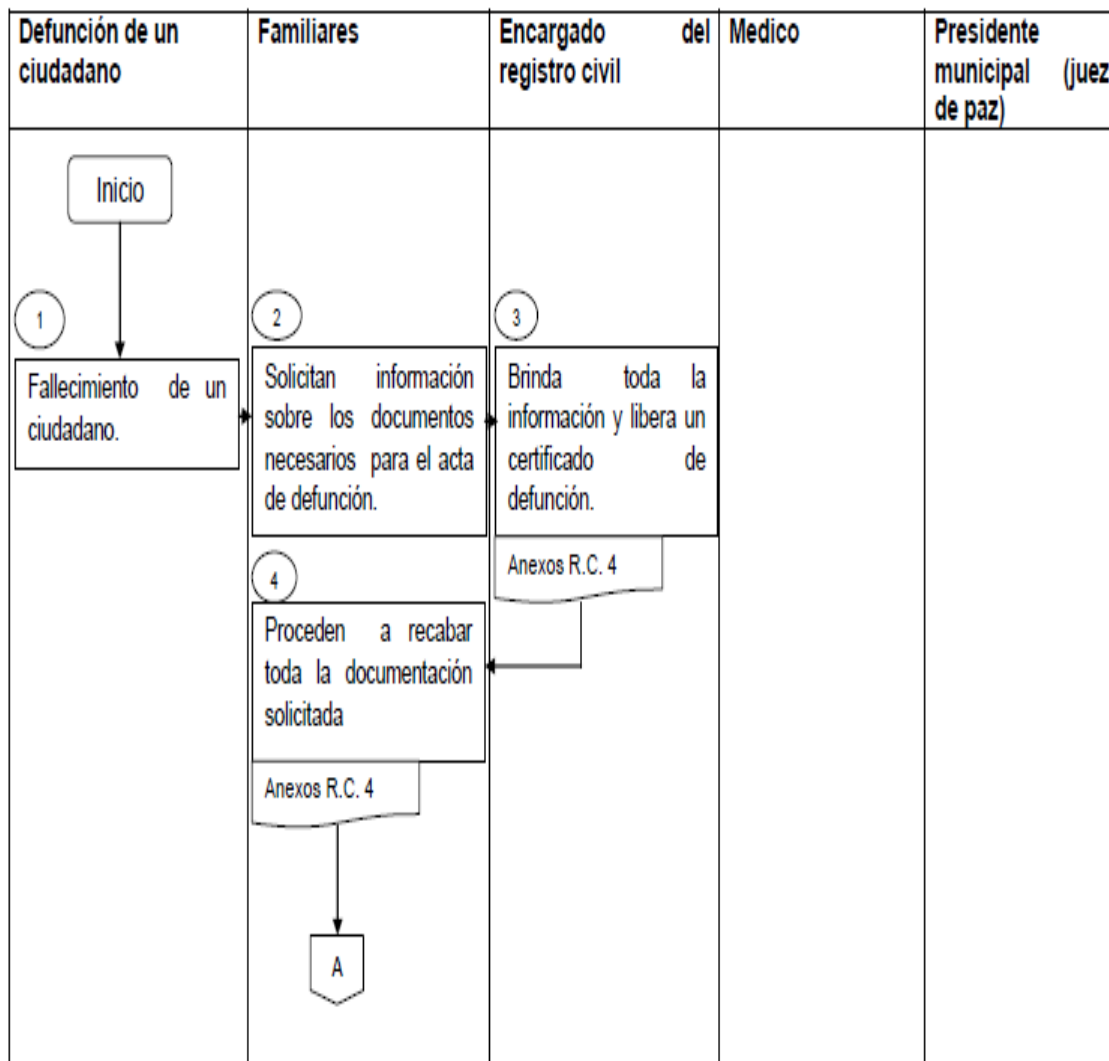 Defunción de un
ciudadano
Familiares
Encargado del
registro civil
Medico
Presidente
municipal (juez
de paz)
Inicio
1
Fallecimiento de un
ciudadano.
2
Solicitan información
sobre los documentos
necesarios para el acta
de defunción.
3
Brinda toda la
información y libera un
certificado de
defunción.
Anexos R.C. 4
4
Proceden a recabar
toda la documentación
solicitada
Anexos R.C. 4
A